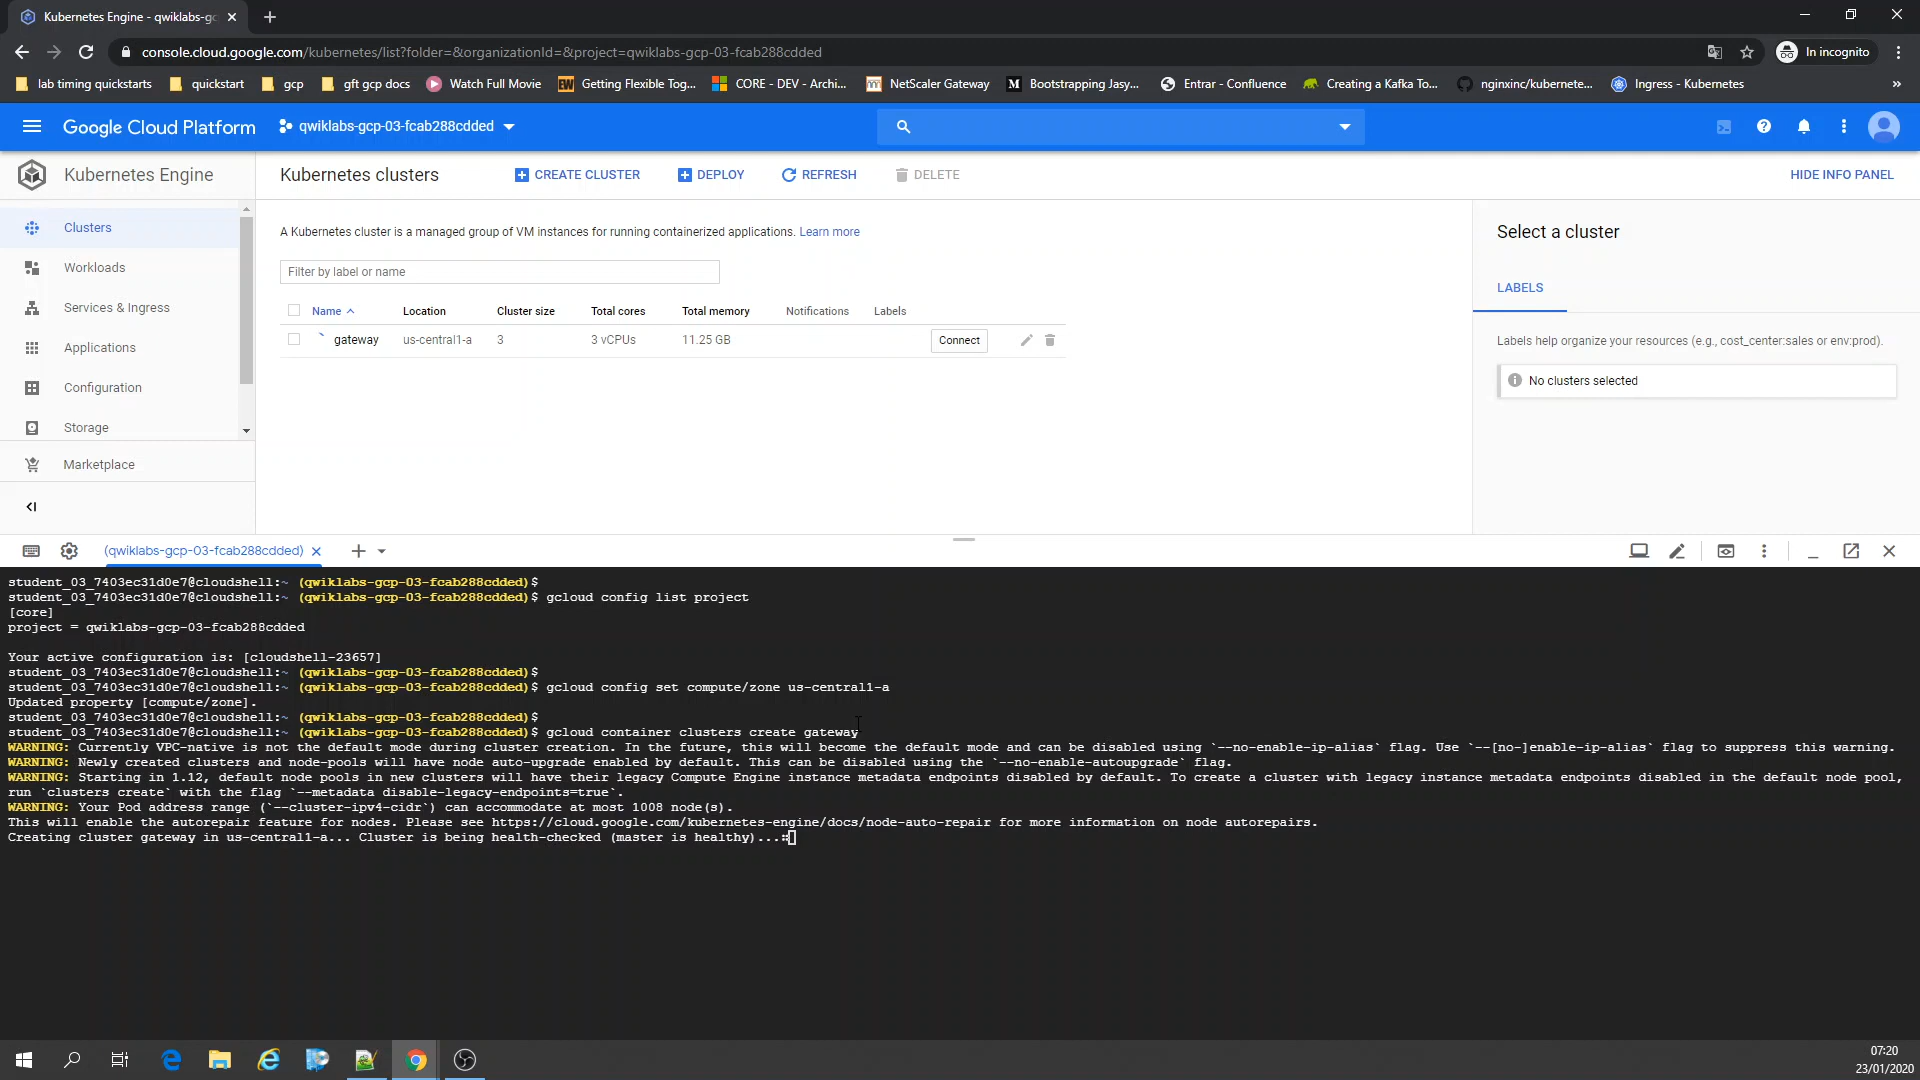 Kubernetes Engine - qwiklabs-gc
console.cloud.google.com/kubernetes/list?folder=&organizationId=&project=qwiklabs-gcp-03-fcab288cdded
In incognito
lab timing quickstarts
quickstart
gcp
gft gcp docs
Watch Full Movie
Getting Flexible Tog...
CORE - DEV - Archi...
NetScaler Gateway
Bootstrapping Jasy...
Entrar - Confluence
Creating a Kafka To...
nginxinc/kubernete...
Ingress - Kubernetes
»
Google Cloud Platform
qwiklabs-gcp-03-fcab288cdded
Kubernetes Engine
Kubernetes clusters
CREATE CLUSTER
DEPLOY
REFRESH
DELETE
HIDE INFO PANEL
Clusters
Workloads
Services & Ingress
Applications
Configuration
Storage
Marketplace
A Kubernetes cluster is a managed group of VM instances for running containerized applications. Learn more
Filter by label or name
Name Location Cluster size Total cores Total memory Notifications Labels
gateway us-central1-a 3 3 vCPUs 11.25 GB Connect
Select a cluster
LABELS
Labels help organize your resources (e.g., cost_center:sales or env:prod).
No clusters selected
(qwiklabs-gcp-03-fcab288cdded)
student_03_7403ec31d0e7@cloudshell:~ (qwiklabs-gcp-03-fcab288cdded)$
student_03_7403ec31d0e7@cloudshell:~ (qwiklabs-gcp-03-fcab288cdded)$ gcloud config list project
[core]
project = qwiklabs-gcp-03-fcab288cdded
Your active configuration is: [cloudshell-23657]
student_03_7403ec31d0e7@cloudshell:~ (qwiklabs-gcp-03-fcab288cdded)$
student_03_7403ec31d0e7@cloudshell:~ (qwiklabs-gcp-03-fcab288cdded)$ gcloud config set compute/zone us-central1-a
Updated property [compute/zone].
student_03_7403ec31d0e7@cloudshell:~ (qwiklabs-gcp-03-fcab288cdded)$
student_03_7403ec31d0e7@cloudshell:~ (qwiklabs-gcp-03-fcab288cdded)$ gcloud container clusters create gateway
WARNING: Currently VPC-native is not the default mode during cluster creation. In the future, this will become the default mode and can be disabled using `--no-enable-ip-alias` flag. Use `--[no-]enable-ip-alias` flag to suppress this warning.
WARNING: Newly created clusters and node-pools will have node auto-upgrade enabled by default. This can be disabled using the `--no-enable-autoupgrade` flag.
WARNING: Starting in 1.12, default node pools in new clusters will have their legacy Compute Engine instance metadata endpoints disabled by default. To create a cluster with legacy instance metadata endpoints disabled in the default node pool,
run `clusters create` with the flag `--metadata disable-legacy-endpoints=true`.
WARNING: Your Pod address range (`--cluster-ipv4-cidr`) can accommodate at most 1008 node(s).
This will enable the autorepair feature for nodes. Please see https://cloud.google.com/kubernetes-engine/docs/node-auto-repair for more information on node autorepairs.
Creating cluster gateway in us-central1-a... Cluster is being health-checked (master is healthy)...
07:20
23/01/2020